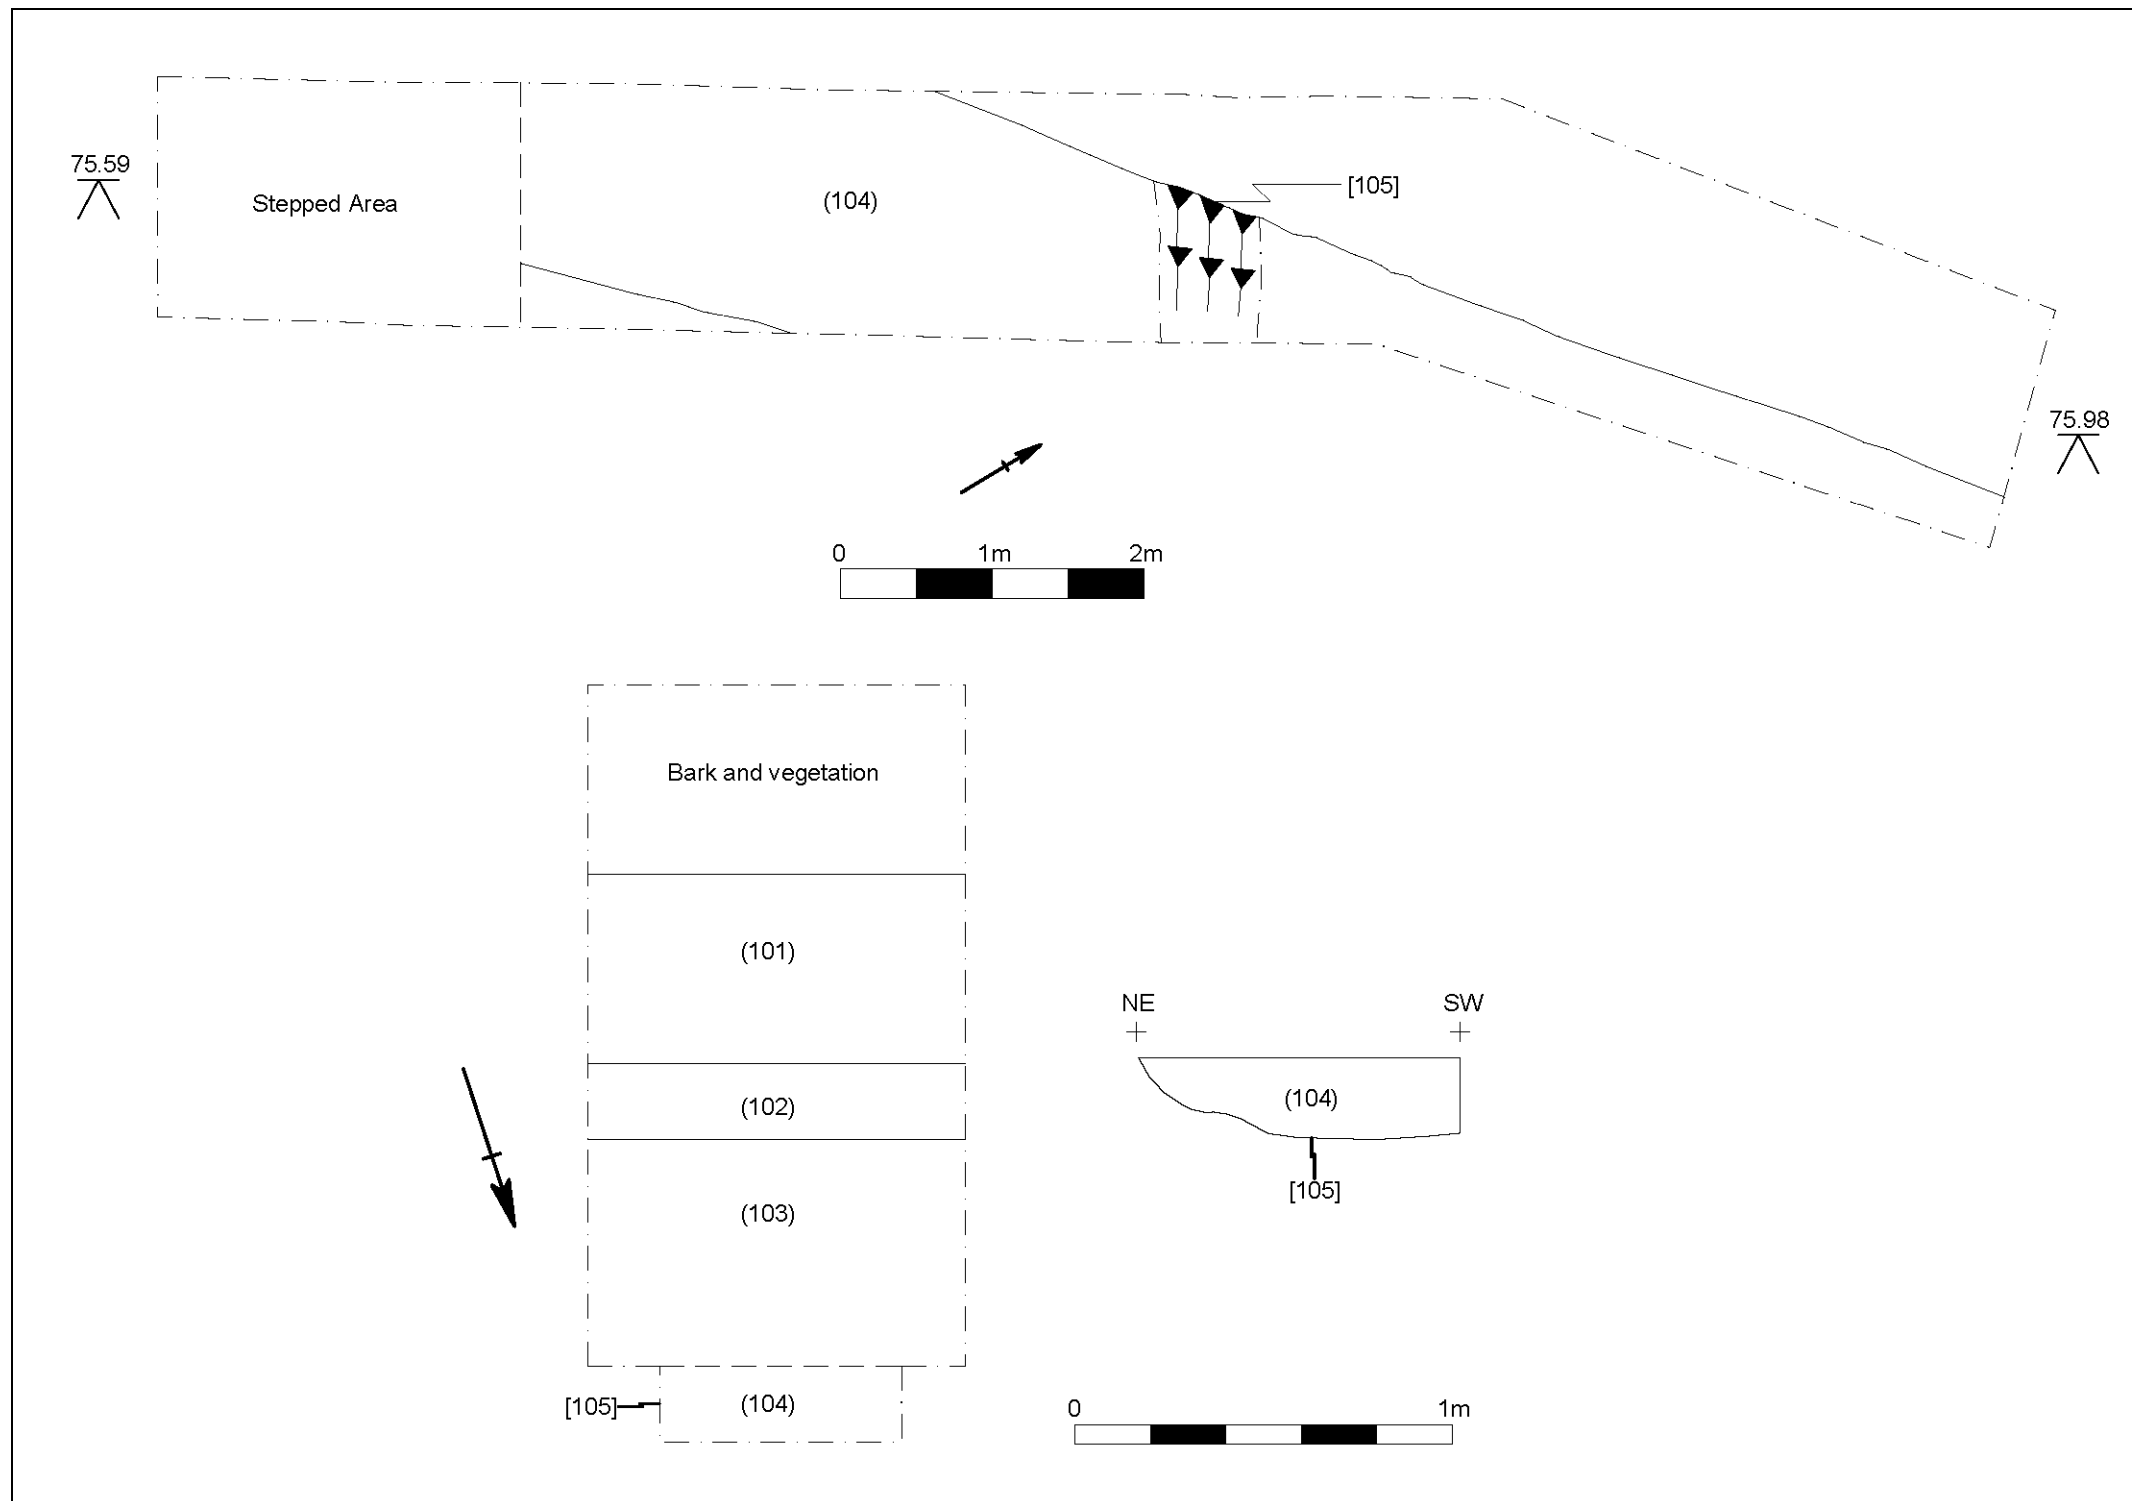 75.59
Stepped Area
(104)
[105]
75.98
0 1m 2m
Bark and vegetation
(101)
(102)
(103)
[105] (104)
NE SW
(104)
[105]
0 1m